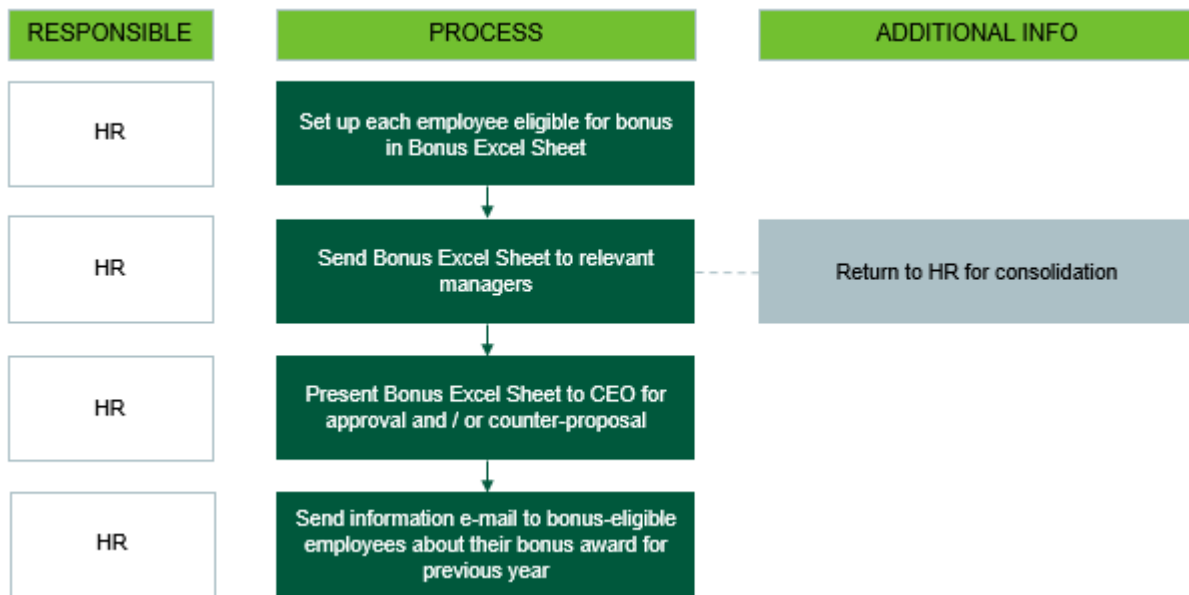 RESPONSIBLE
PROCESS
ADDITIONAL INFO
HR
Set up each employee eligible for bonus
in Bonus Excel Sheet
HR
Send Bonus Excel Sheet to relevant
managers
Return to HR for consolidation
HR
Present Bonus Excel Sheet to CEO for
approval and / or counter-proposal
HR
Send information e-mail to bonus-eligible
employees about their bonus award for
previous year